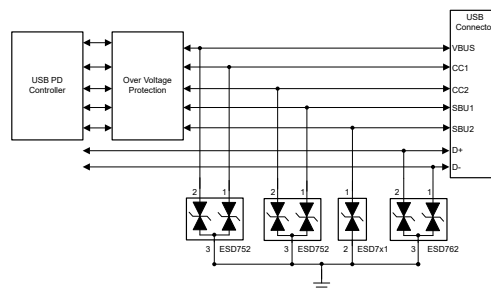 USB
Connector
USB PD
Controller
Over Voltage
Protection
VBUS
CC1
CC2
SBU1
SBU2
D+
D-
2 1
2 1
1
2 1
3 ESD752
3 ESD752
2 ESD7x1
3 ESD762